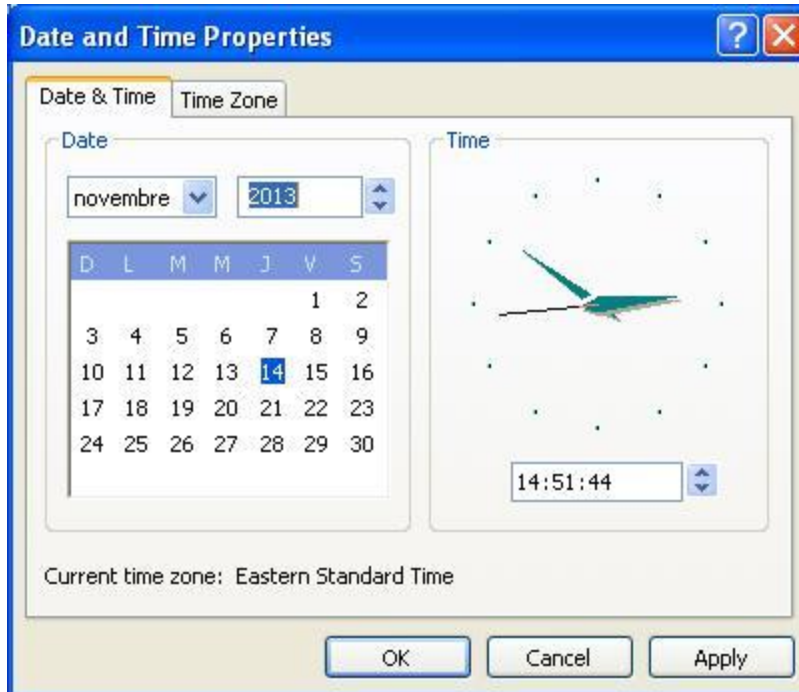 Date and Time Properties
Date & Time
Time Zone
Date
novembre
2013
D L M M J V S
1 2
3 4 5 6 7 8 9
10 11 12 13 14 15 16
17 18 19 20 21 22 23
24 25 26 27 28 29 30
Time
14:51:44
Current time zone: Eastern Standard Time
OK
Cancel
Apply